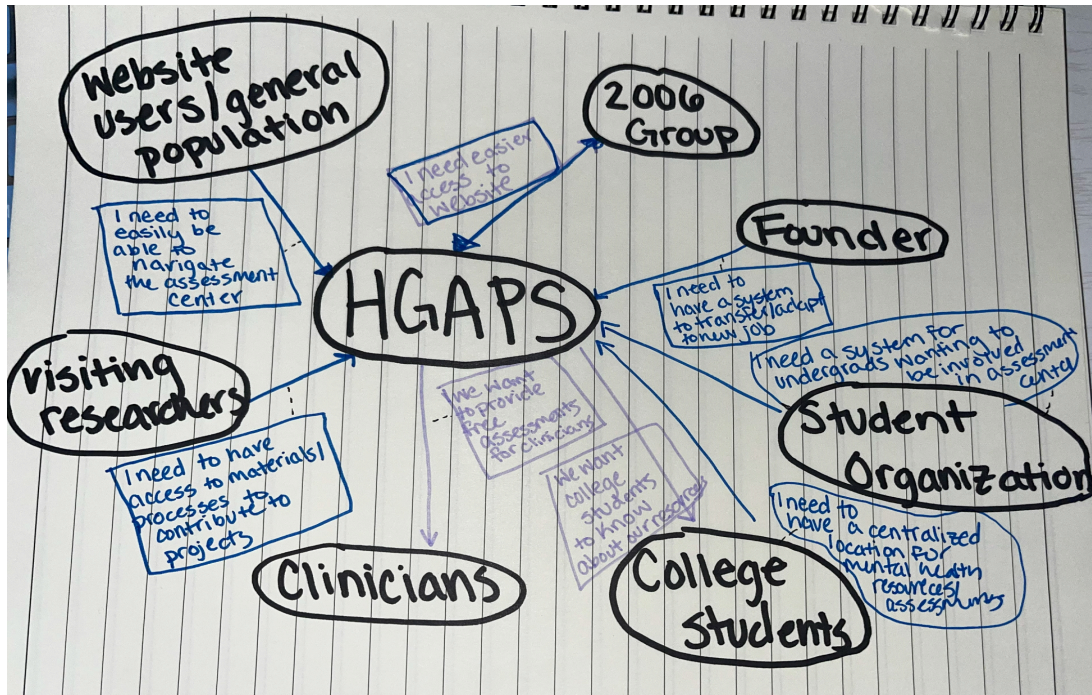 Website
users/general
population
2006
Group
I need easier
access to
website
I need to
easily be
able to
navigate
the assessment
center
Founder
HGAPS
I need to
have a system
to transfer/adapt
to new job
I need a system for
undergrads wanting to
be involved
in assessment
center
visiting
researchers
We want
to provide
free
assessments
for clinicians
Student
Organization
I need to have
access to materials/
processes to
contribute to
projects
We want
college
students
to know
about our resources
I need to
have a centralized
location for
mental health
resources/
assessments
Clinicians
College
students